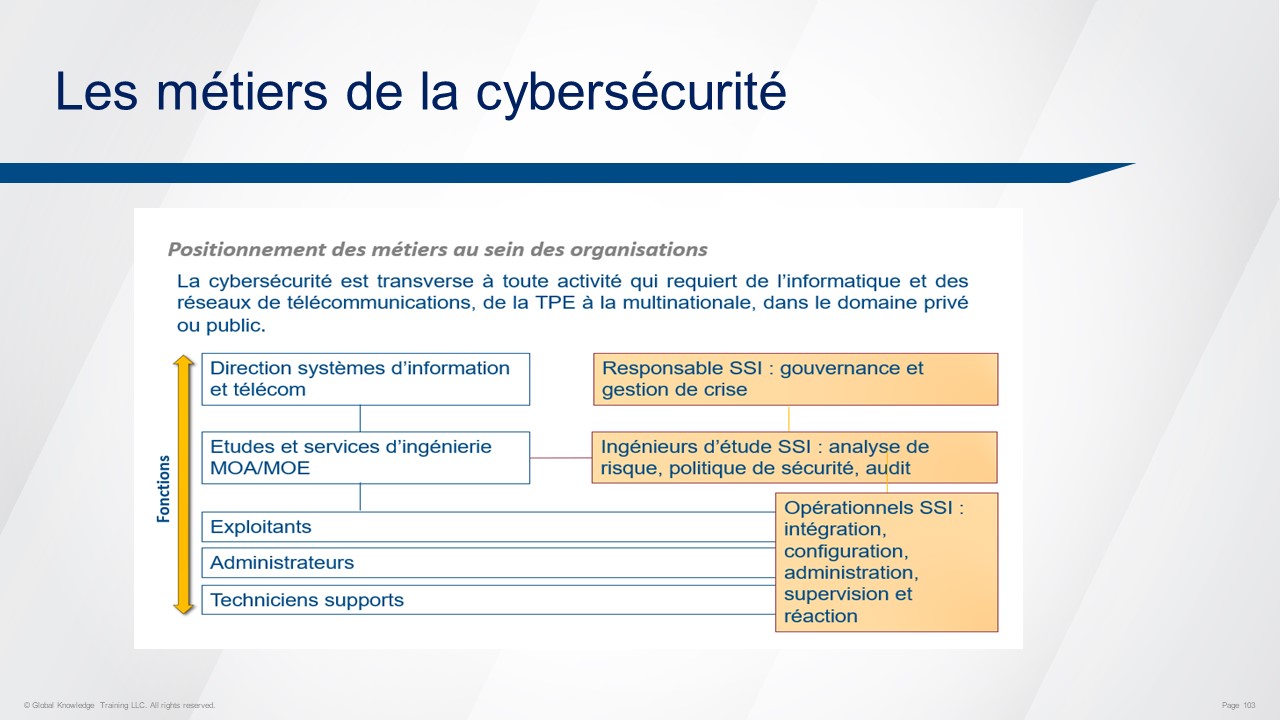 Les métiers de la cybersécurité
Positionnement des métiers au sein des organisations
La cybersécurité est transverse à toute activité qui requiert de l’informatique et des
réseaux de télécommunications, de la TPE à la multinationale, dans le domaine privé
ou public.
Fonctions
Direction systèmes d’information
et télécom
Responsable SSI : gouvernance et
gestion de crise
Etudes et services d’ingénierie
MOA/MOE
Ingénieurs d’étude SSI : analyse de
risque, politique de sécurité, audit
Exploitants
Administrateurs
Techniciens supports
Opérationnels SSI :
intégration,
configuration,
administration,
supervision et
réaction
© Global Knowledge Training LLC. All rights reserved.
Page 103